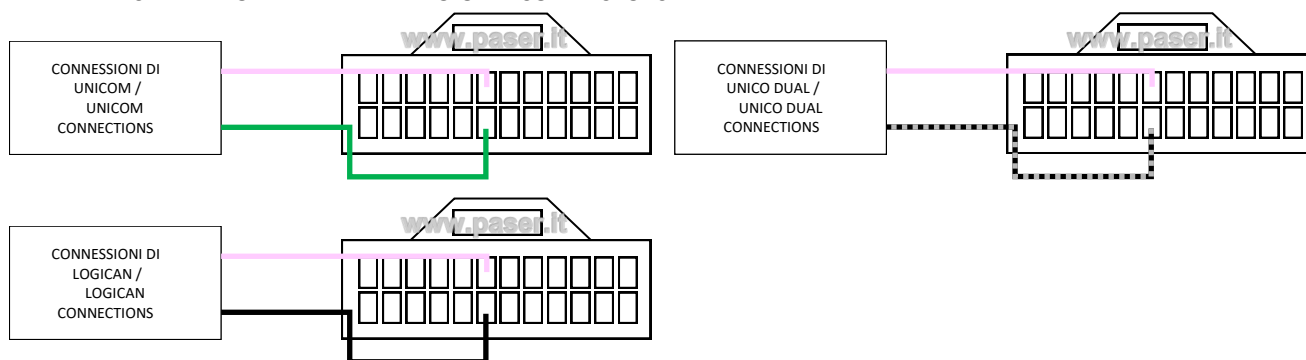 www.paser.it
CONNESSIONI DI
UNICOM /
UNICOM
CONNECTIONS
www.paser.it
CONNESSIONI DI
UNICO DUAL /
UNICO DUAL
CONNECTIONS
www.paser.it
CONNESSIONI DI
LOGICAN /
LOGICAN
CONNECTIONS